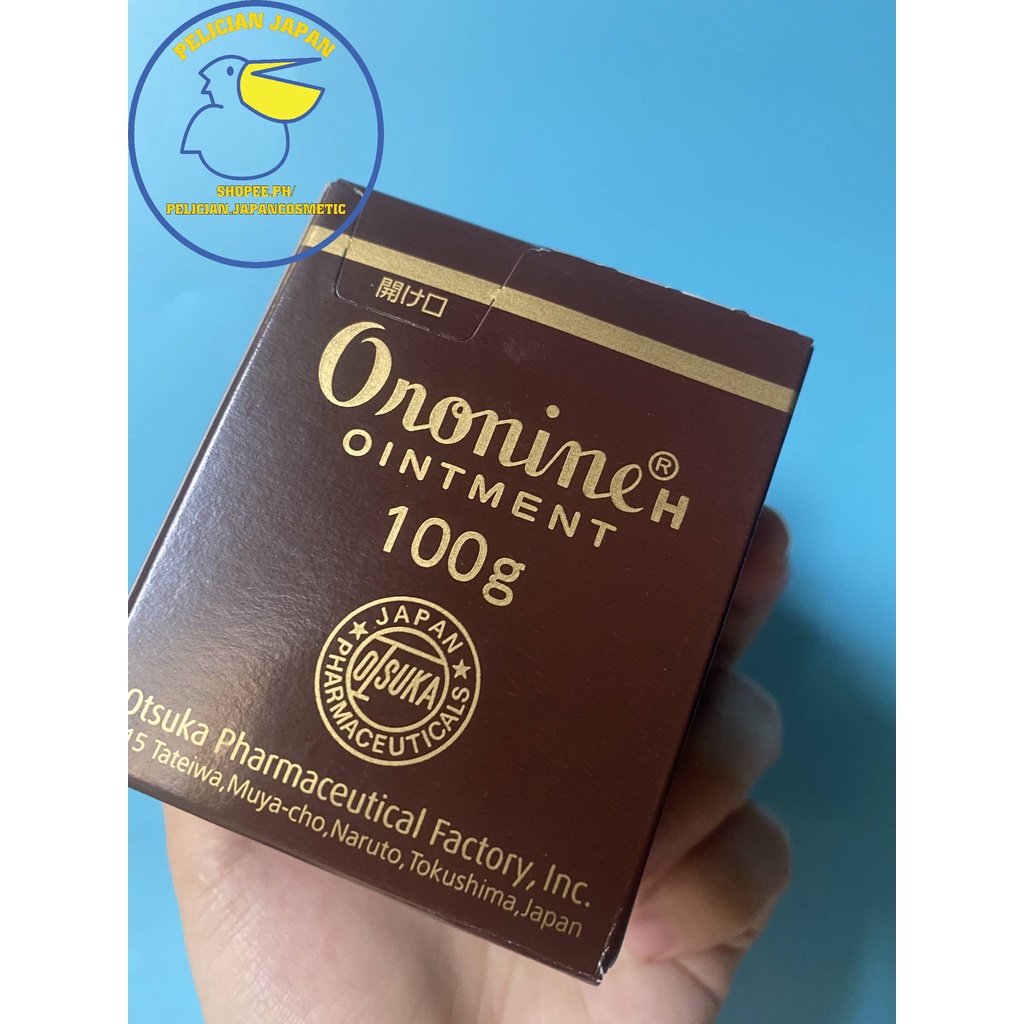 PELICIAN JAPAN
SHOPEE.PH/
PELICIAN.JAPANCOSMETIC
開け口
Oronine® H
OINTMENT
100g
JAPAN
OTSUKA
PHARMACEUTICALS
Otsuka Pharmaceutical Factory, Inc.
15 Tateiwa, Muya-cho, Naruto, Tokushima, Japan